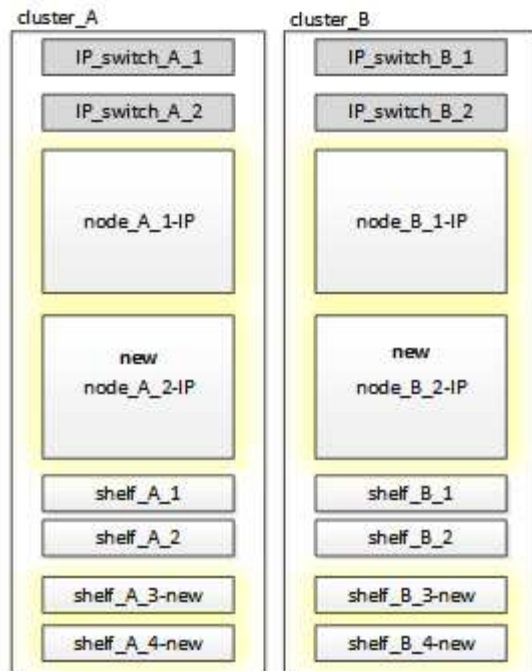 cluster_A
IP_switch_A_1
IP_switch_A_2
node_A_1-IP
new
node_A_2-IP
shelf_A_1
shelf_A_2
shelf_A_3-new
shelf_A_4-new
cluster_B
IP_switch_B_1
IP_switch_B_2
node_B_1-IP
new
node_B_2-IP
shelf_B_1
shelf_B_2
shelf_B_3-new
shelf_B_4-new